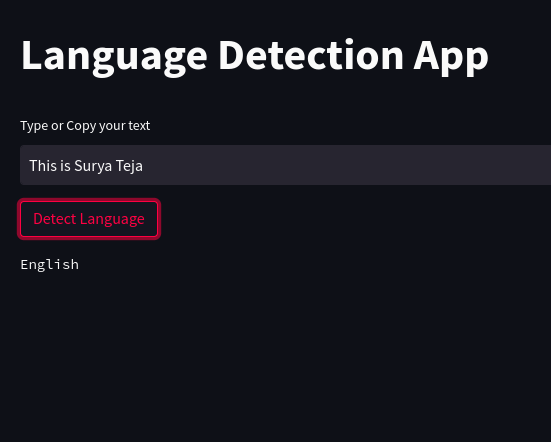 Language Detection App
Type or Copy your text
This is Surya Teja
Detect Language
English